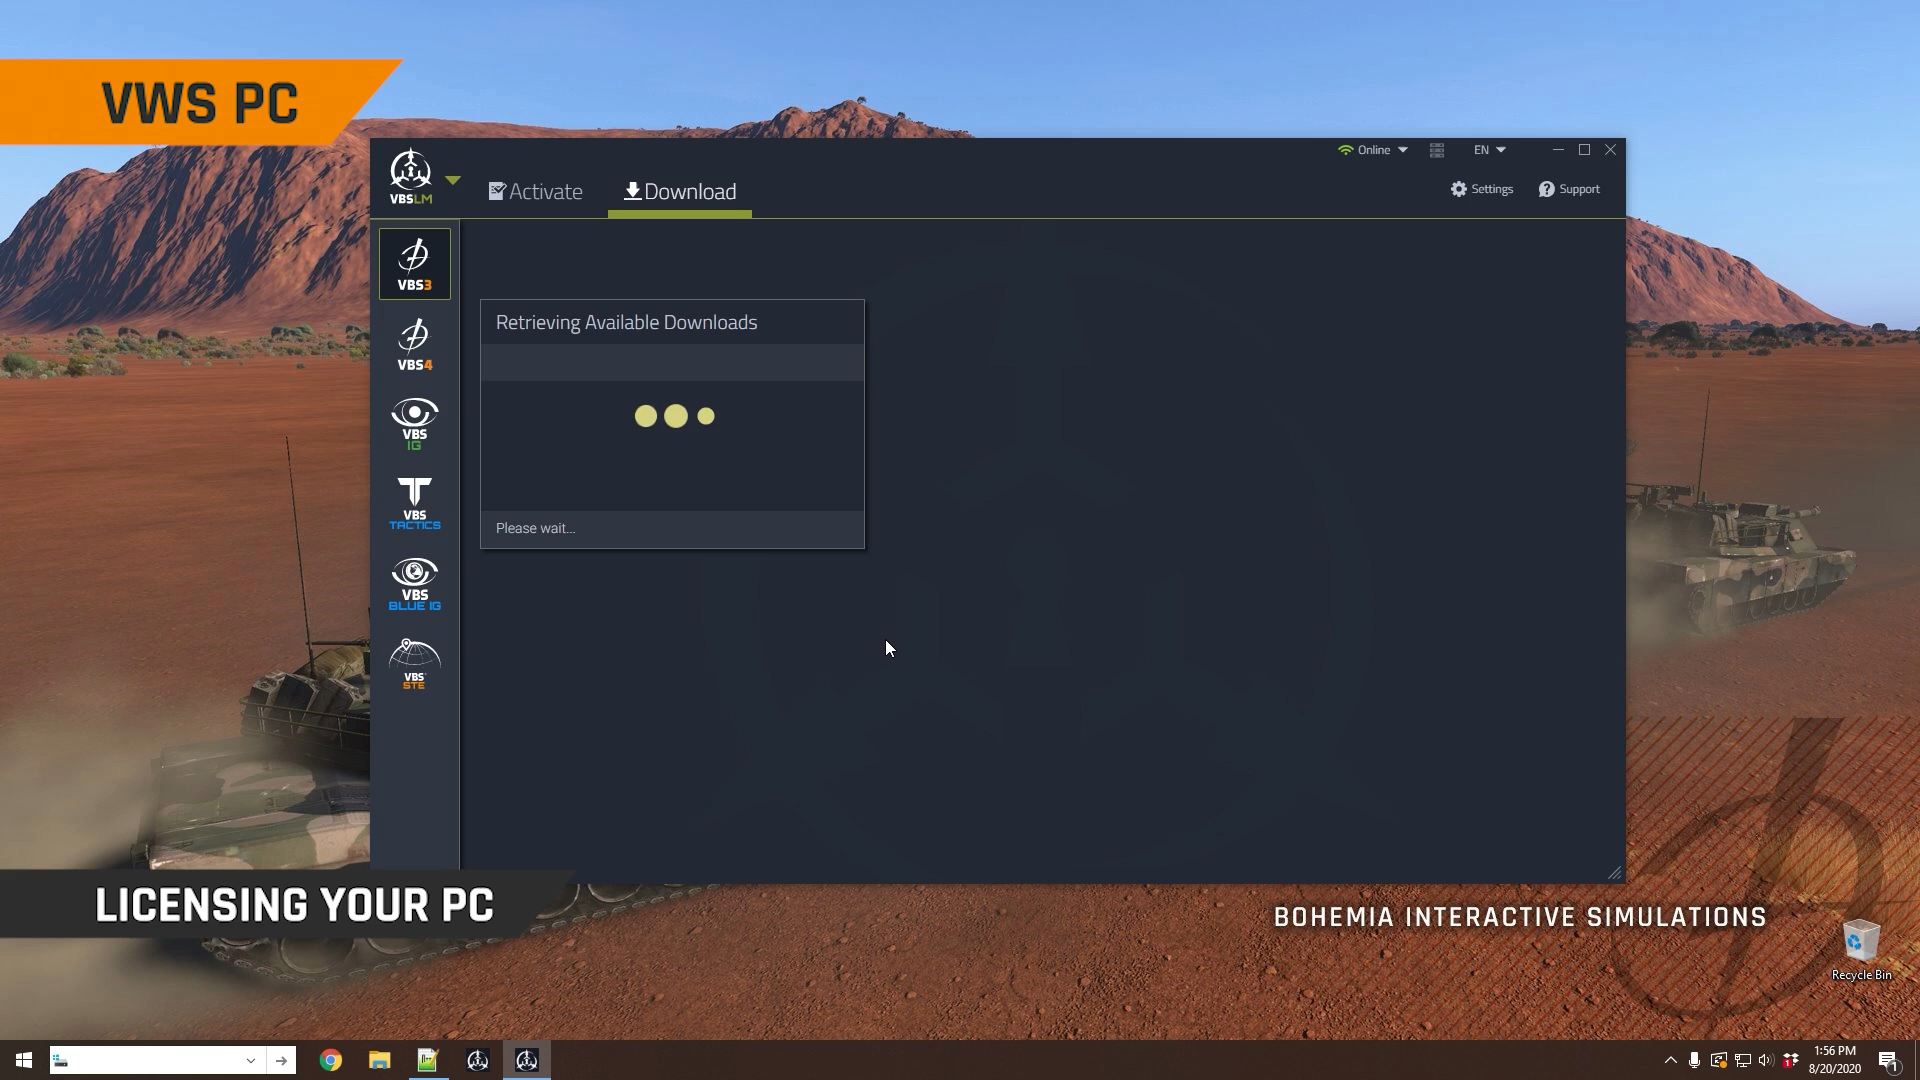 VWS PC
VBSLM
Activate
Download
Online
EN
Settings
Support
VBS3
VBS4
VBS
IG
VBS
TACTICS
VBS
BLUE IG
VBS
STE
Retrieving Available Downloads
Please wait...
LICENSING YOUR PC
BOHEMIA INTERACTIVE SIMULATIONS
Recycle Bin
1:56 PM
8/20/2020
1
1